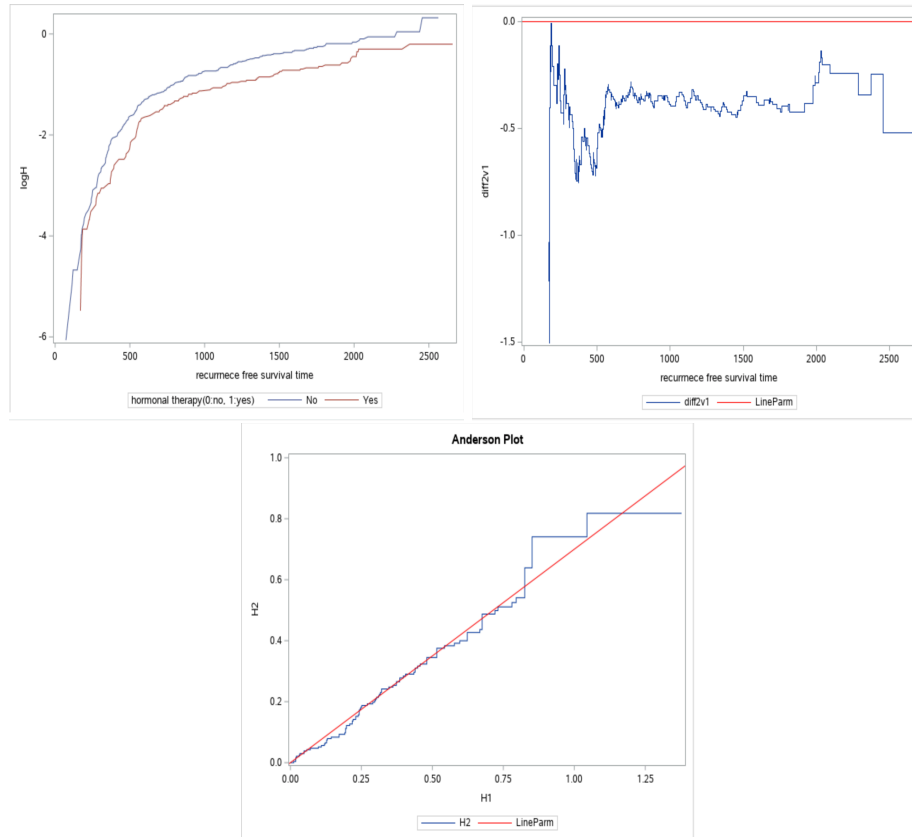 logH
0
-2
-4
-6
0 500 1000 1500 2000 2500
recurrnece free survival time
hormonal therapy(0:no, 1:yes) No Yes
diff2v1
0.0
-0.5
-1.0
-1.5
0 500 1000 1500 2000 2500
recurrnece free survival time
diff2v1 LineParm
Anderson Plot
H2
1.0
0.8
0.6
0.4
0.2
0.0
0.00 0.25 0.50 0.75 1.00 1.25
H1
H2 LineParm